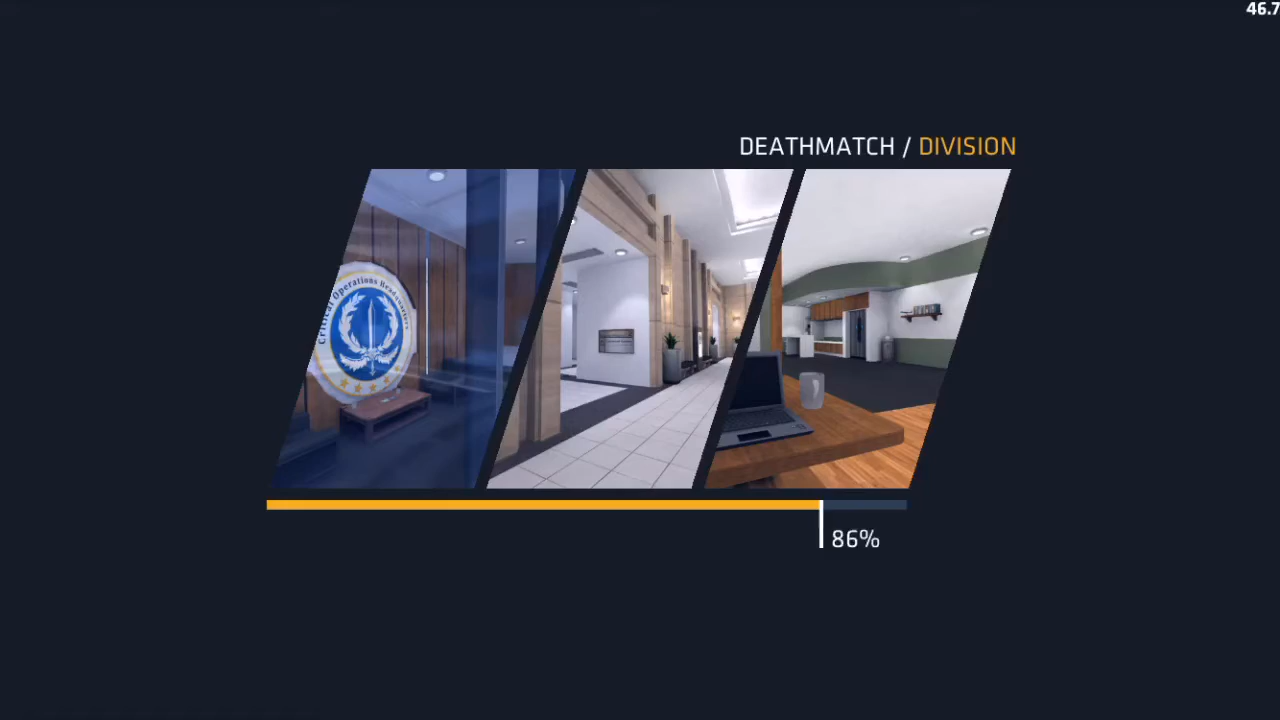 46.7
DEATHMATCH / DIVISION
Critical Operations Headquarters
86%